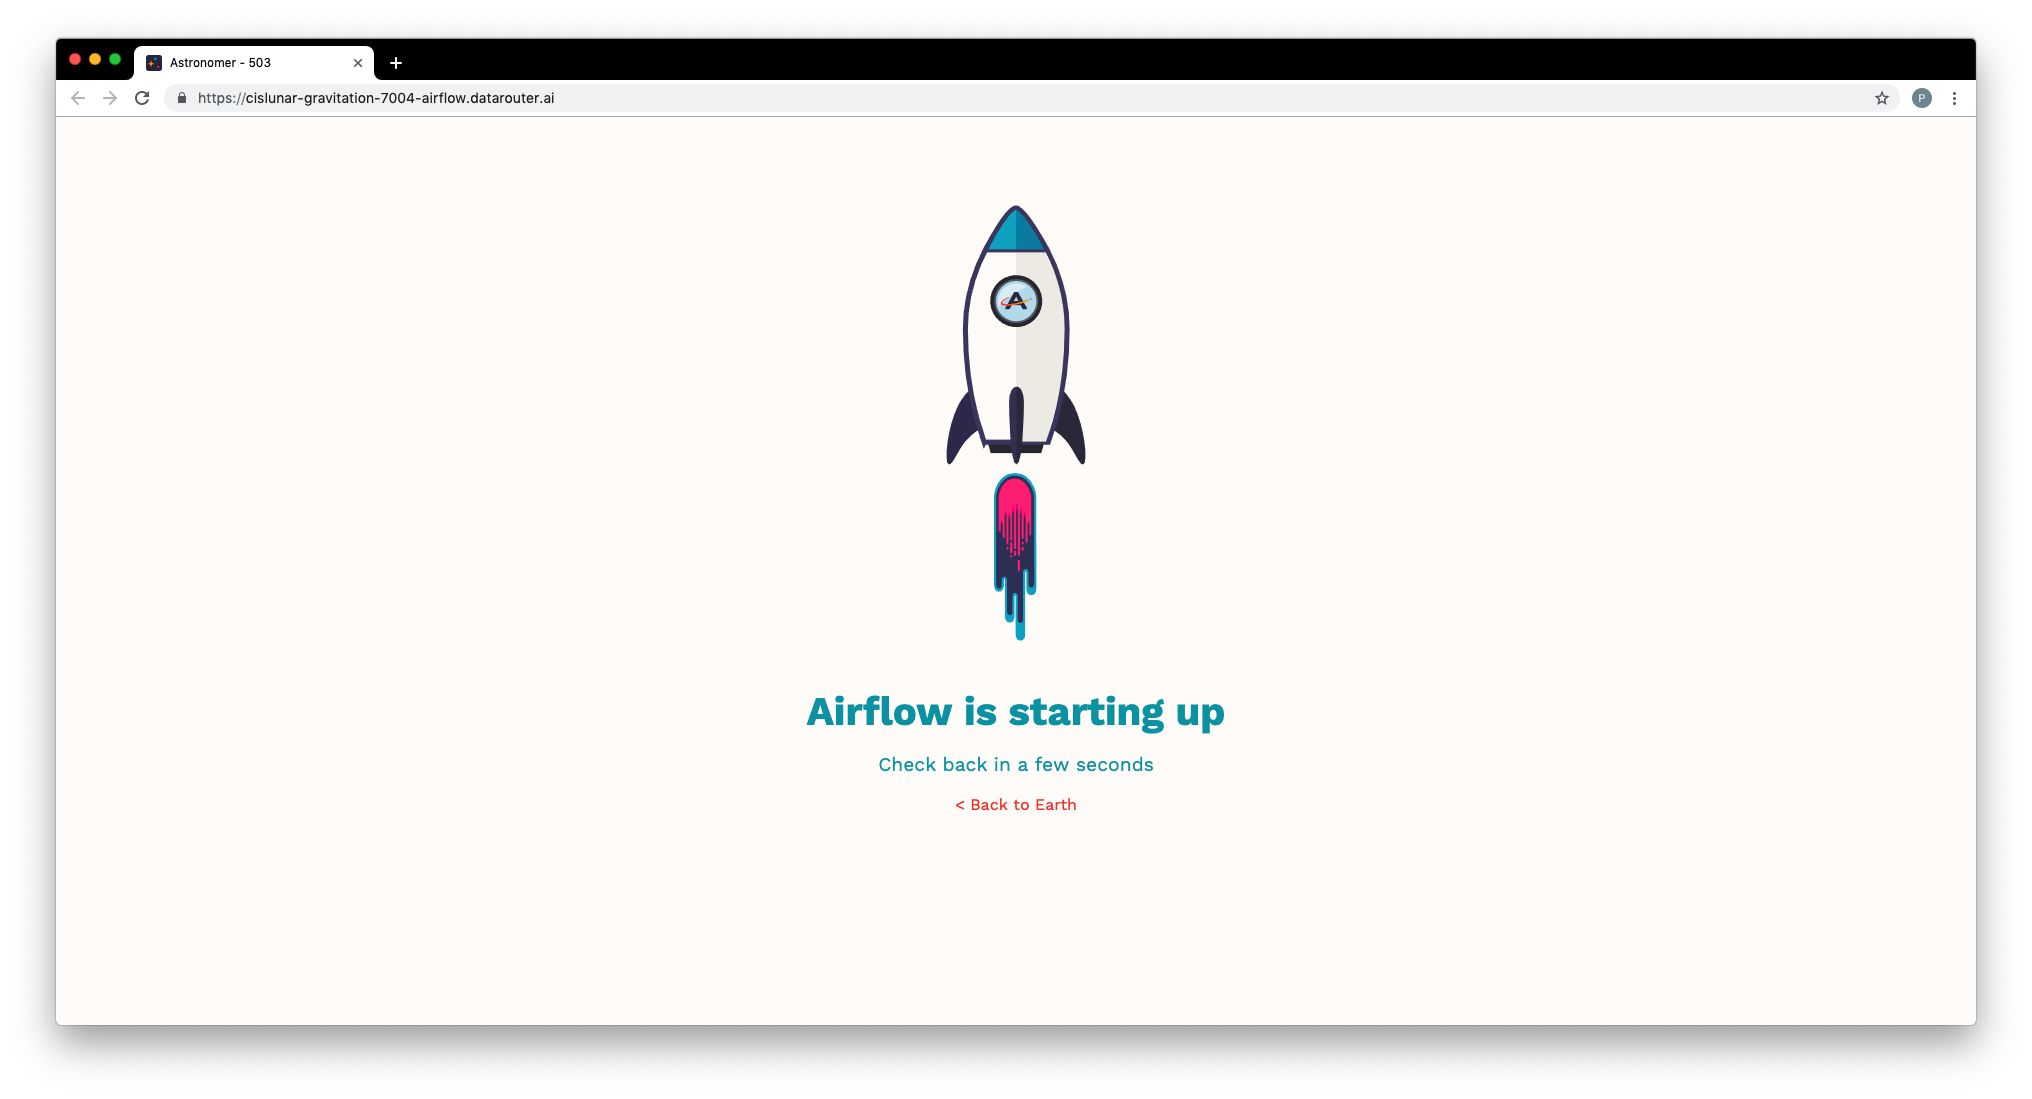 Astronomer - 503
https://cislunar-gravitation-7004-airflow.datarouter.ai
P
A
Airflow is starting up
Check back in a few seconds
< Back to Earth